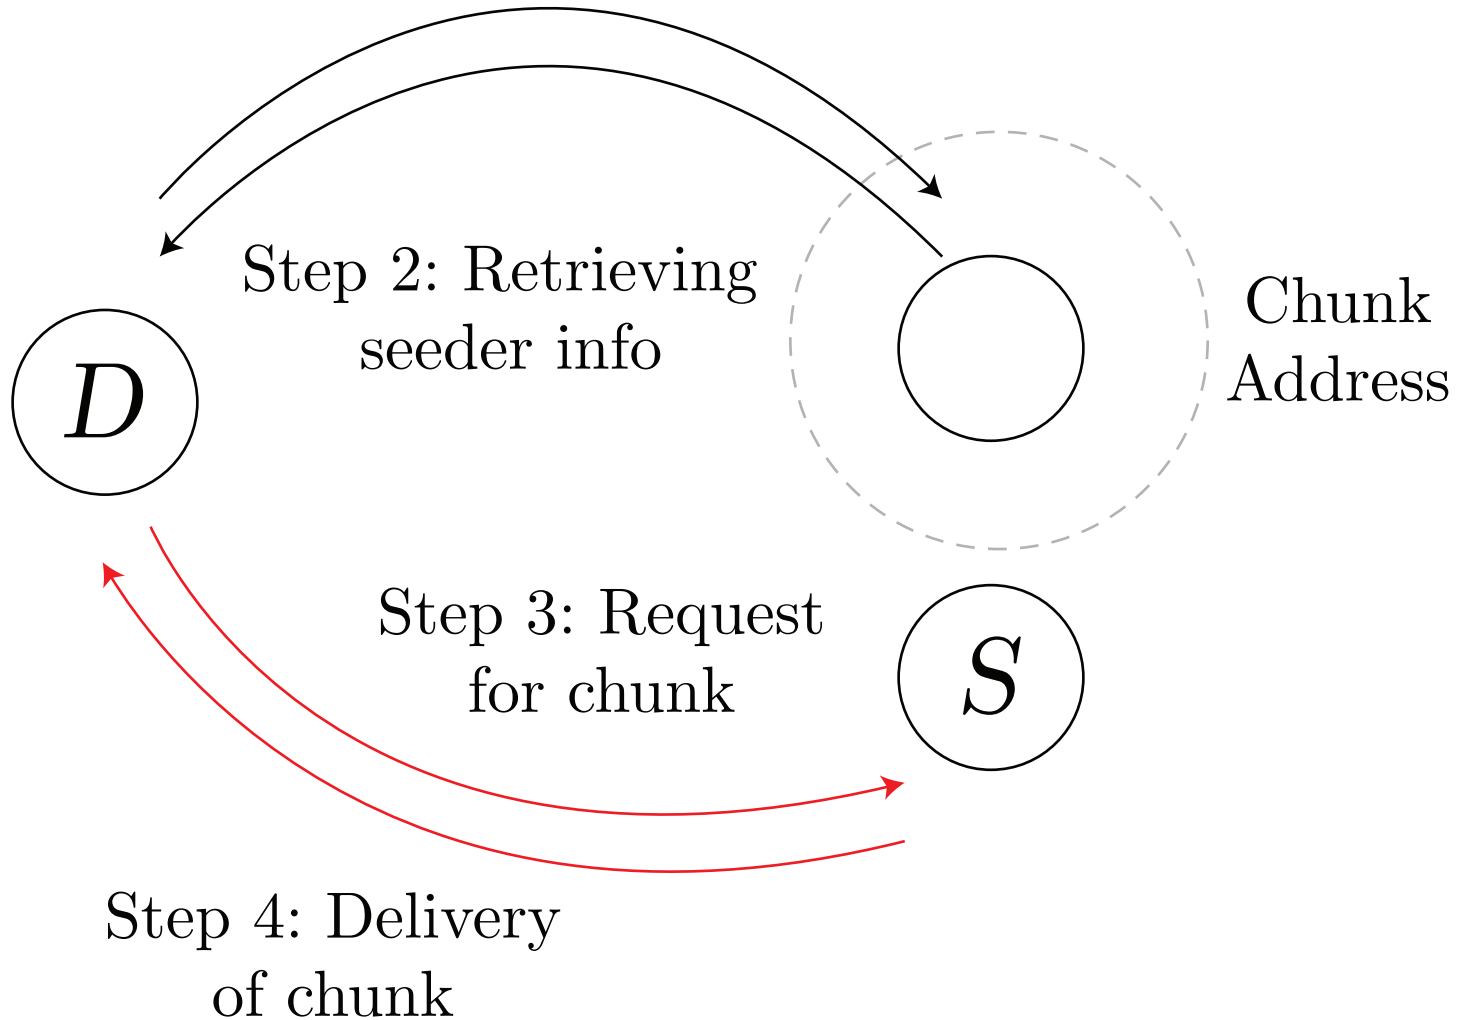 Step 2: Retrieving
seeder info
Chunk
Address
D
Step 3: Request
for chunk
S
Step 4: Delivery
of chunk